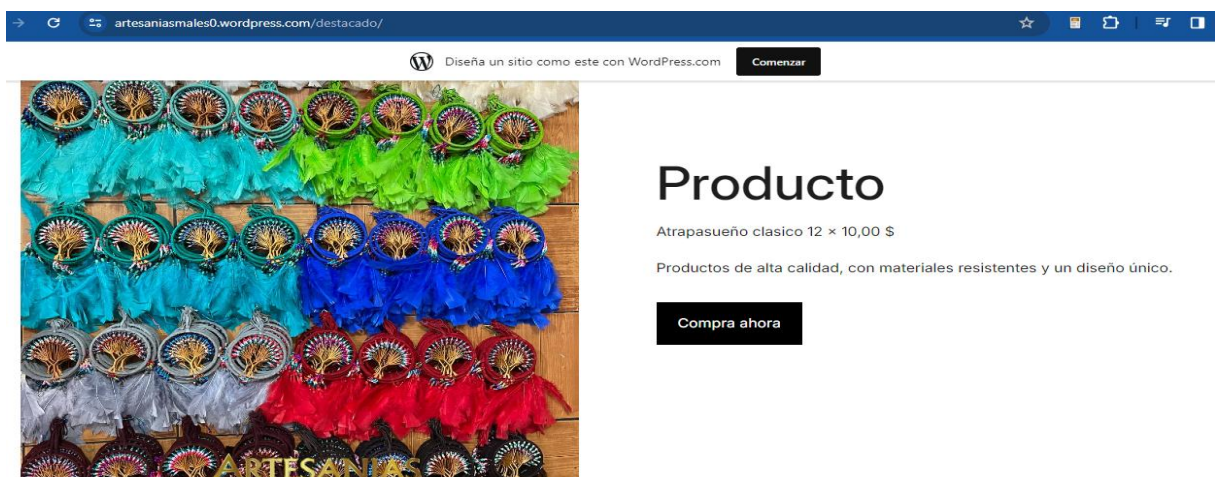 artesaniasmales0.wordpress.com/destacado/
Diseña un sitio como este con WordPress.com
Comenzar
Producto
Atrapasueño clasico 12 × 10,00 $
Productos de alta calidad, con materiales resistentes y un diseño único.
Compra ahora
ARTESANIAS